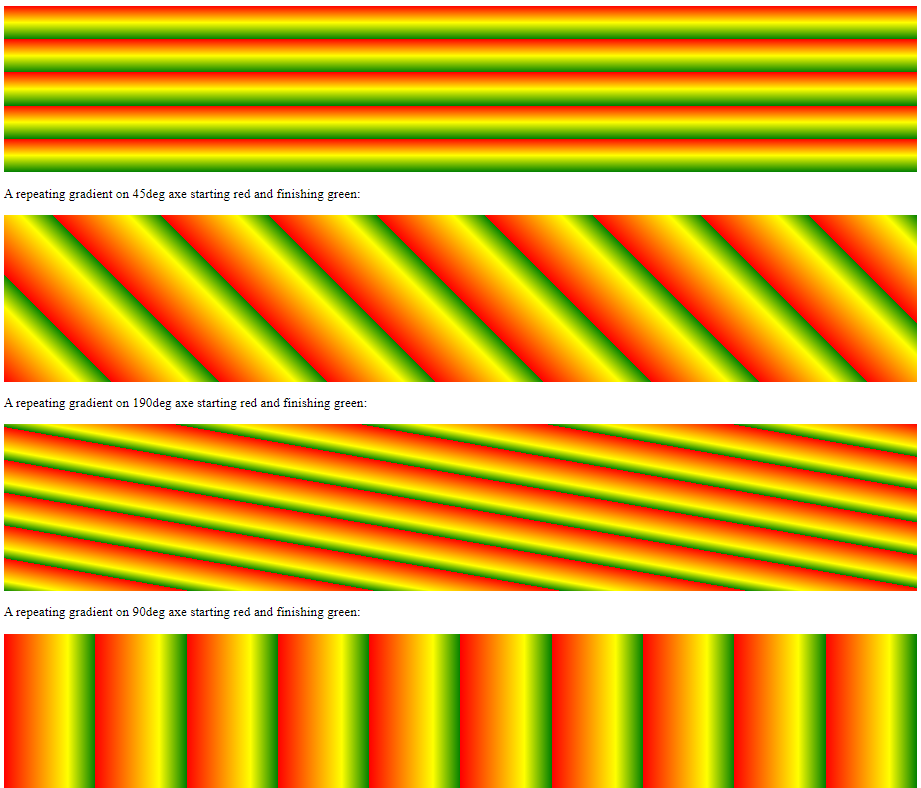 A repeating gradient on 45deg axe starting red and finishing green:
A repeating gradient on 190deg axe starting red and finishing green:
A repeating gradient on 90deg axe starting red and finishing green: